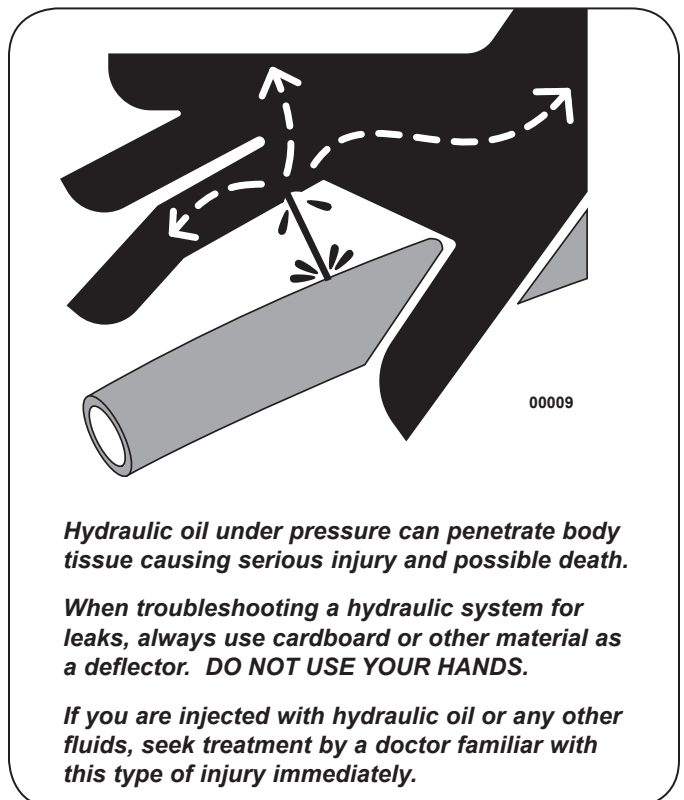 00009
Hydraulic oil under pressure can penetrate body
tissue causing serious injury and possible death.
When troubleshooting a hydraulic system for
leaks, always use cardboard or other material as
a deflector.  DO NOT USE YOUR HANDS.
If you are injected with hydraulic oil or any other
fluids, seek treatment by a doctor familiar with
this type of injury immediately.